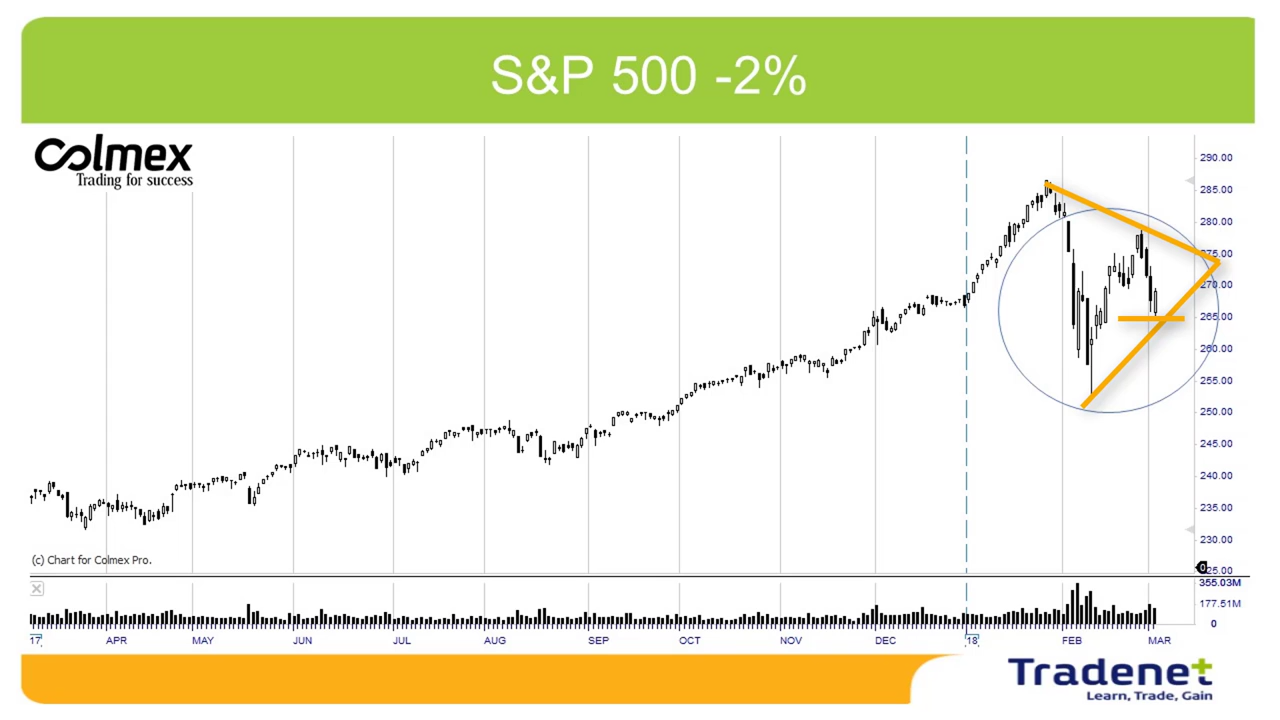 S&P 500 -2%
Colmex
Trading for success
290.00
285.00
280.00
275.00
270.00
265.00
260.00
255.00
250.00
245.00
240.00
235.00
230.00
25.00
(c) Chart for Colmex Pro.
355.03M
177.51M
0
17 APR MAY JUN JUL AUG SEP OCT NOV DEC 18 FEB MAR
Tradenet
Learn, Trade, Gain